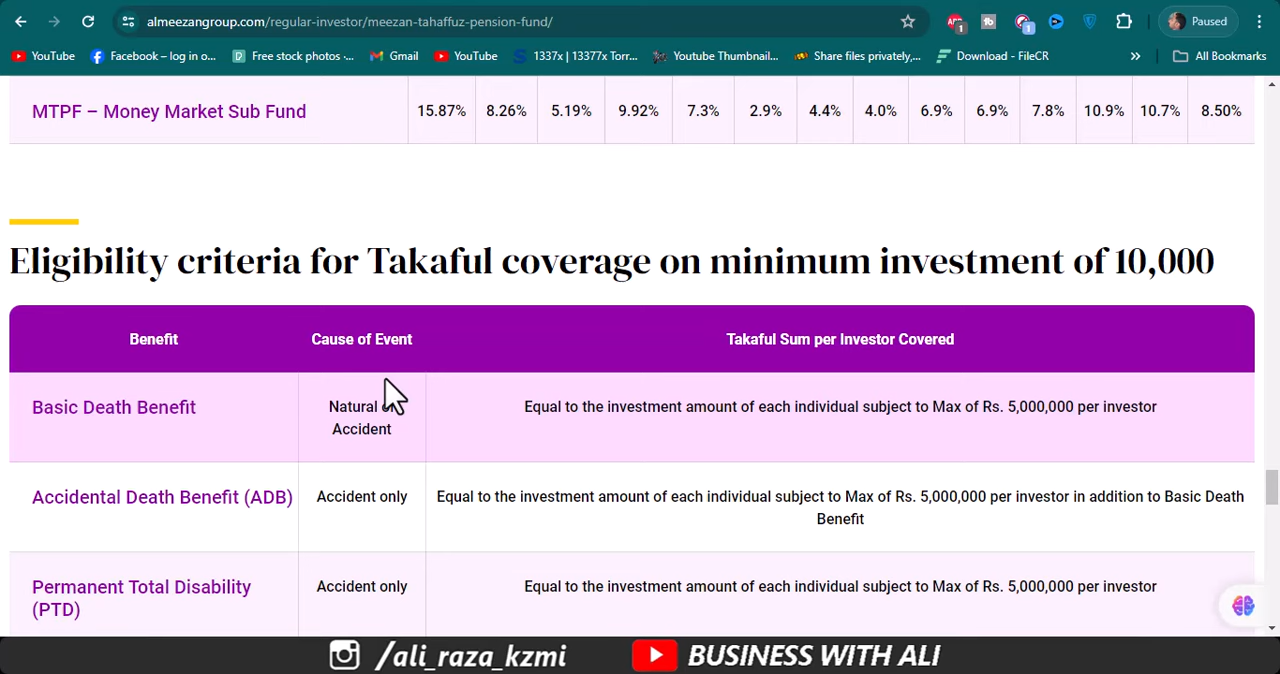 almeezangroup.com/regular-investor/meezan-tahaffuz-pension-fund/
1
1
Paused
YouTube
Facebook – log in o...
Free stock photos -...
Gmail
YouTube
1337x | 13377x Torr...
Youtube Thumbnail...
Share files privately,...
Download - FileCR
»
All Bookmarks
MTPF – Money Market Sub Fund 15.87% 8.26% 5.19% 9.92% 7.3% 2.9% 4.4% 4.0% 6.9% 6.9% 7.8% 10.9% 10.7% 8.50%
Eligibility criteria for Takaful coverage on minimum investment of 10,000
Benefit
Cause of Event
Takaful Sum per Investor Covered
Basic Death Benefit
Natural
Accident
Equal to the investment amount of each individual subject to Max of Rs. 5,000,000 per investor
Accidental Death Benefit (ADB)
Accident only
Equal to the investment amount of each individual subject to Max of Rs. 5,000,000 per investor in addition to Basic Death
Benefit
Permanent Total Disability
(PTD)
Accident only
Equal to the investment amount of each individual subject to Max of Rs. 5,000,000 per investor
/ali_raza_kzmi
BUSINESS WITH ALI